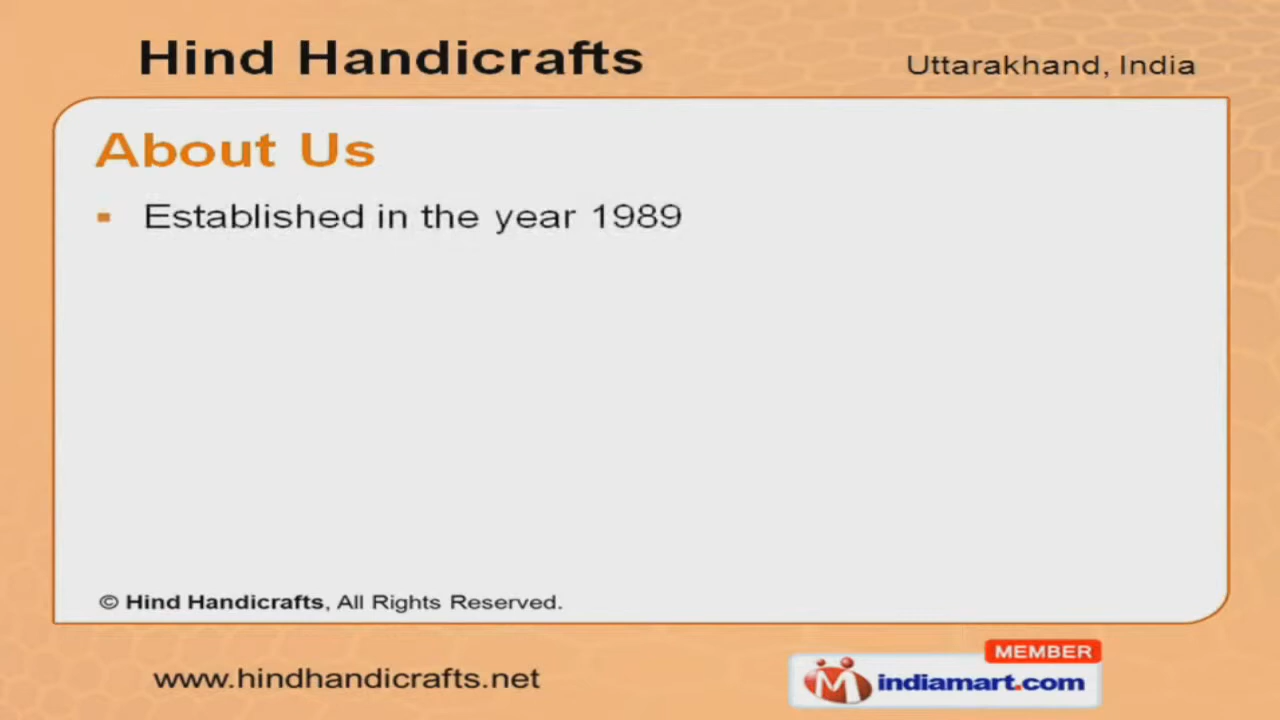 Hind Handicrafts
Uttarakhand, India
About Us
▪ Established in the year 1989
© Hind Handicrafts, All Rights Reserved.
www.hindhandicrafts.net
MEMBER
indiamart.com